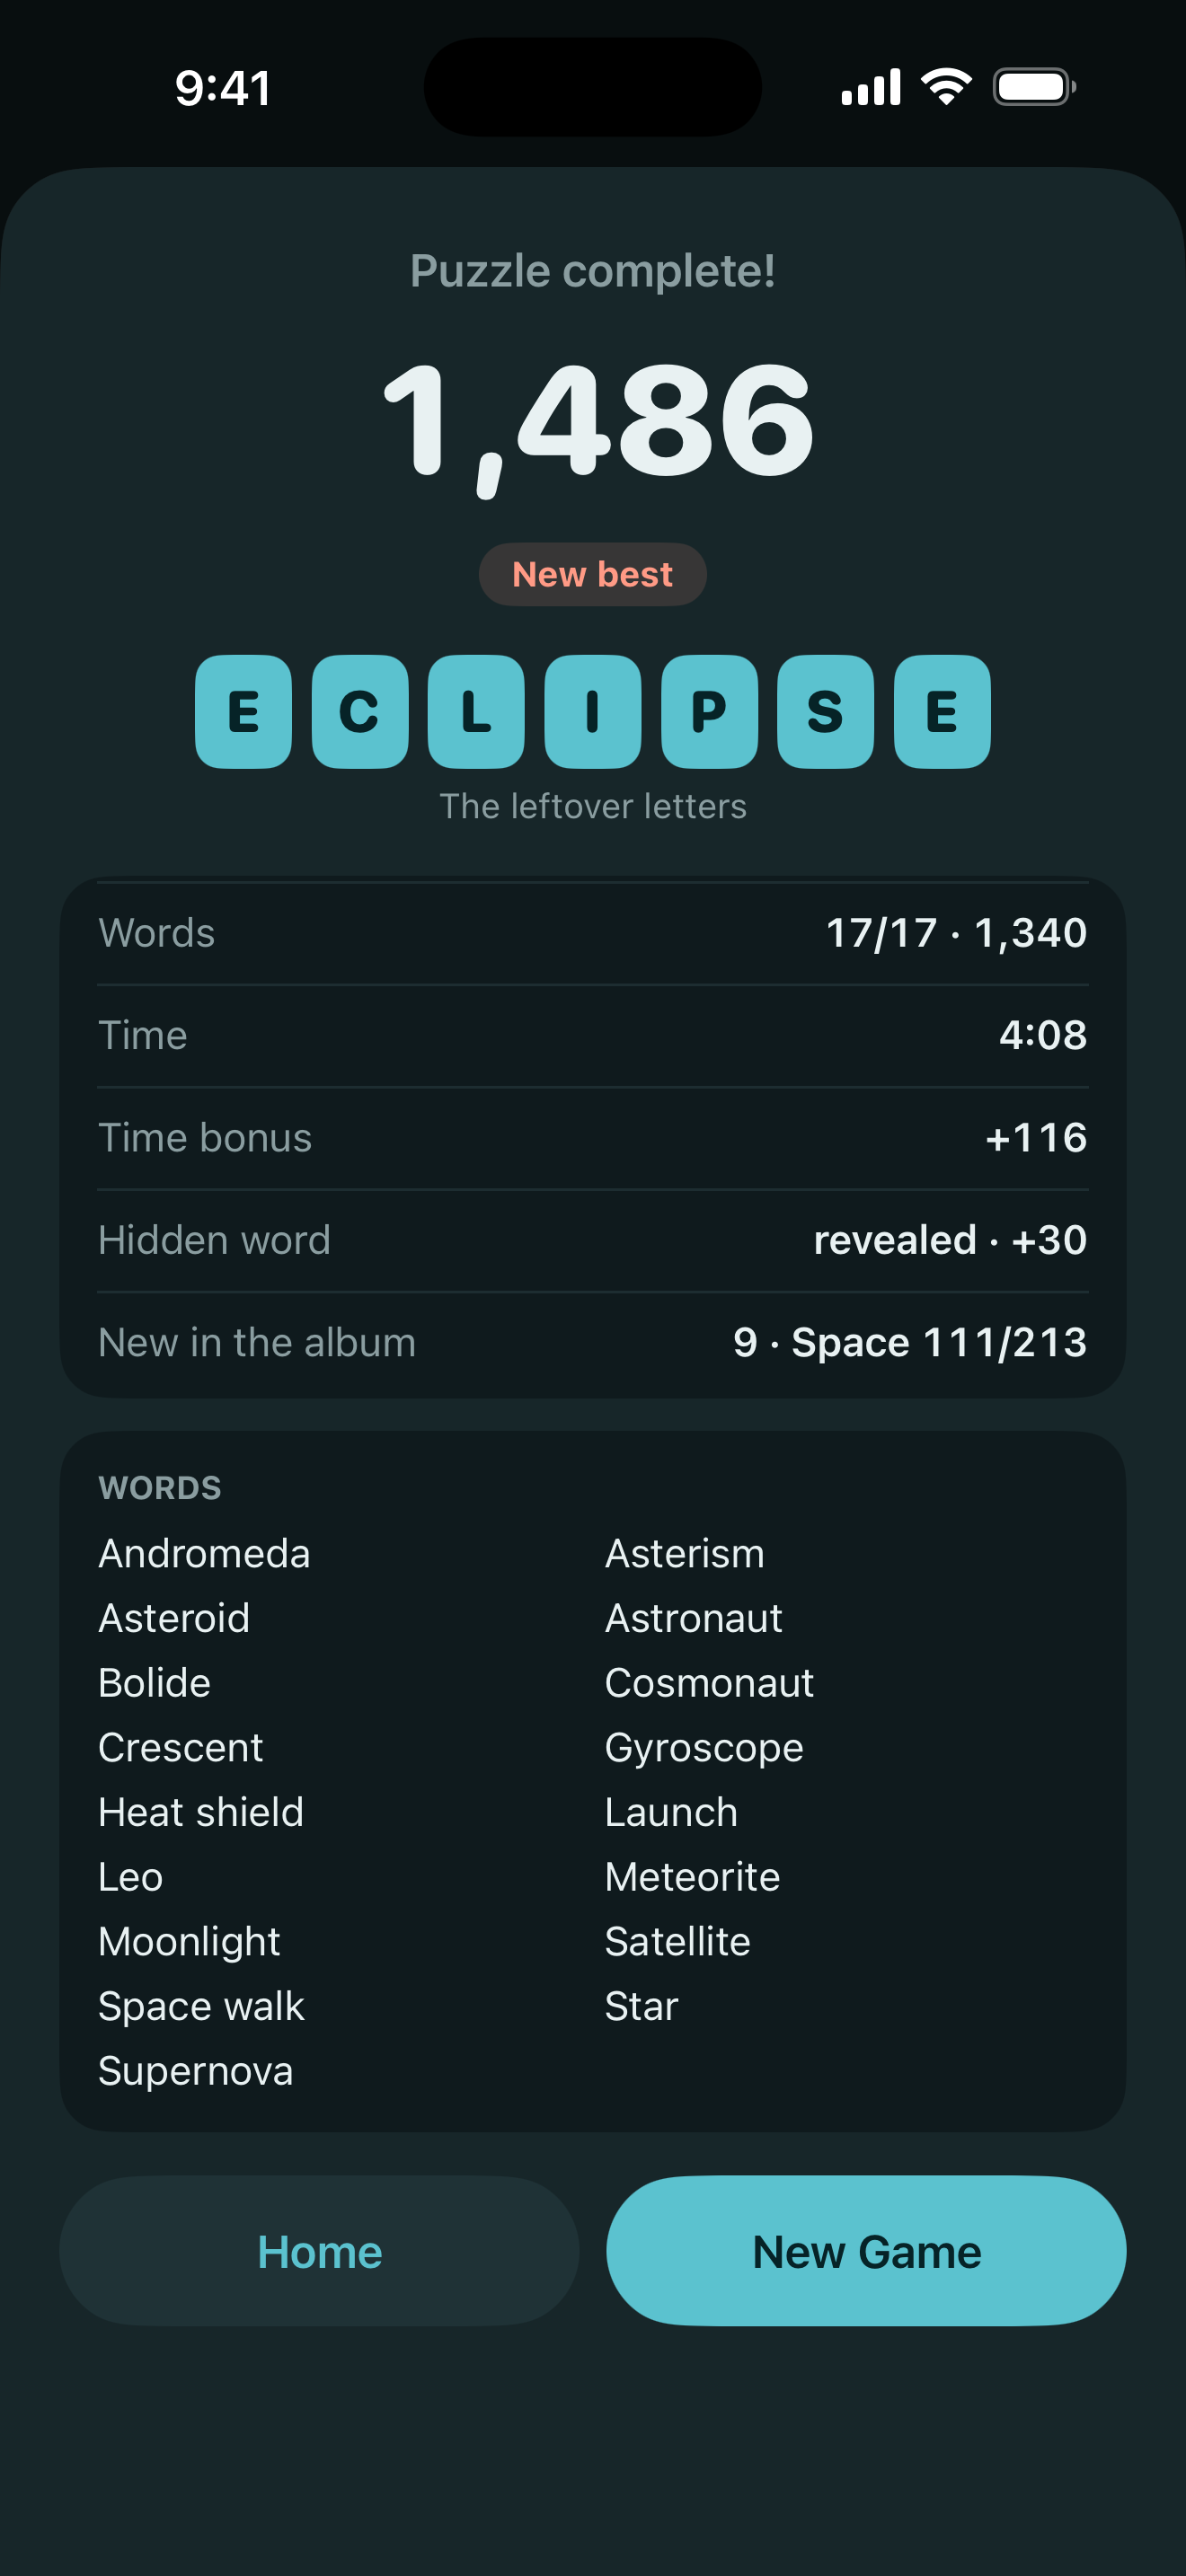 9:41
Puzzle complete!
1,486
New best
E C L I P S E
The leftover letters
Words 17/17 · 1,340
Time 4:08
Time bonus +116
Hidden word revealed · +30
New in the album 9 · Space 111/213
WORDS
Andromeda Asterism
Asteroid Astronaut
Bolide Cosmonaut
Crescent Gyroscope
Heat shield Launch
Leo Meteorite
Moonlight Satellite
Space walk Star
Supernova
Home New Game